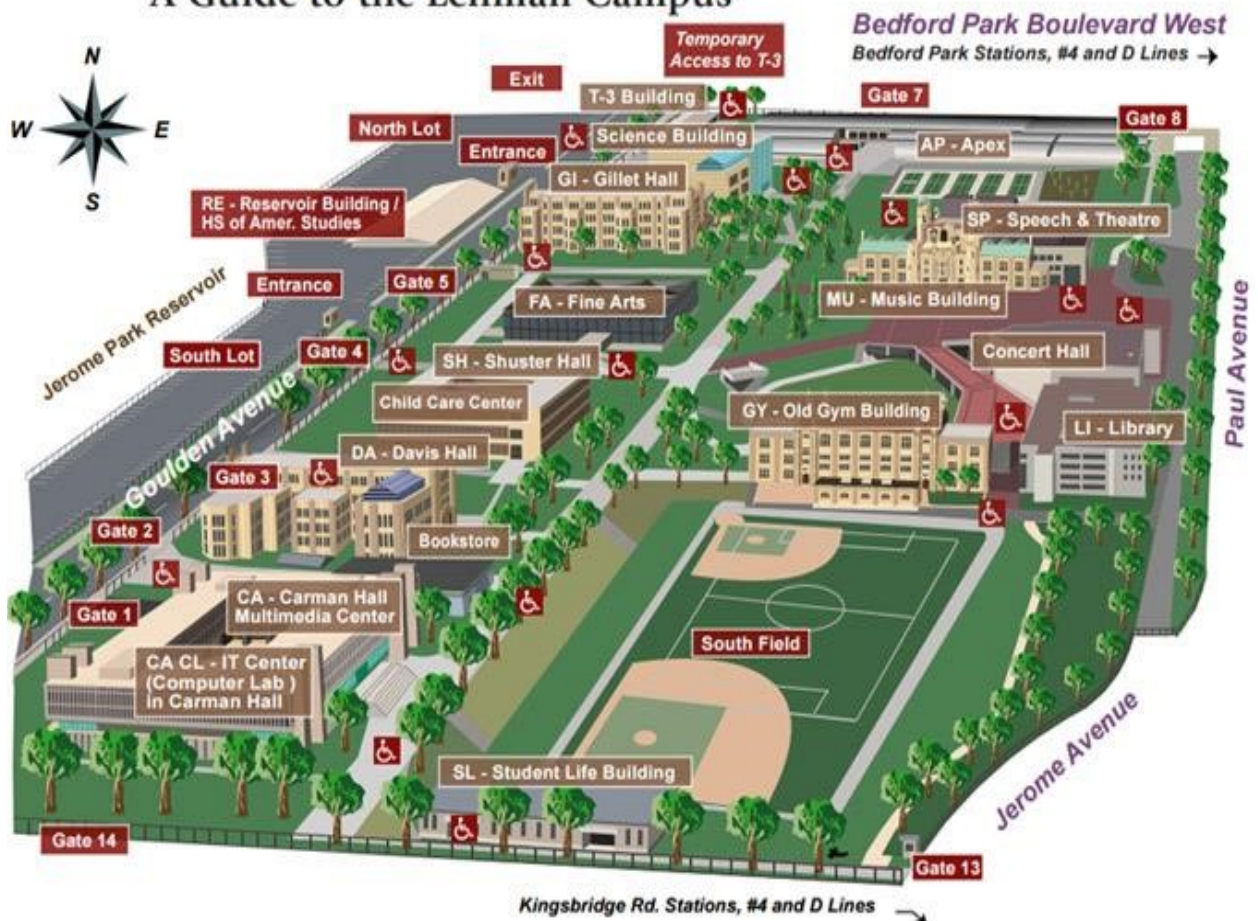 A Guide to the Lehman Campus
Bedford Park Boulevard West
Bedford Park Stations, #4 and D Lines
N
W
E
S
Temporary
Access to T-3
Exit
T-3 Building
Gate 7
Gate 8
North Lot
Science Building
AP - Apex
Entrance
GI - Gillet Hall
RE - Reservoir Building /
HS of Amer. Studies
SP - Speech & Theatre
Entrance
Gate 5
FA - Fine Arts
MU - Music Building
Jerome Park Reservoir
Paul Avenue
South Lot
Gate 4
SH - Shuster Hall
Concert Hall
Goulden Avenue
Child Care Center
GY - Old Gym Building
LI - Library
DA - Davis Hall
Gate 3
Gate 2
Bookstore
Gate 1
CA - Carman Hall
Multimedia Center
South Field
CA CL - IT Center
(Computer Lab )
in Carman Hall
Jerome Avenue
SL - Student Life Building
Gate 14
Gate 13
Kingsbridge Rd. Stations, #4 and D Lines